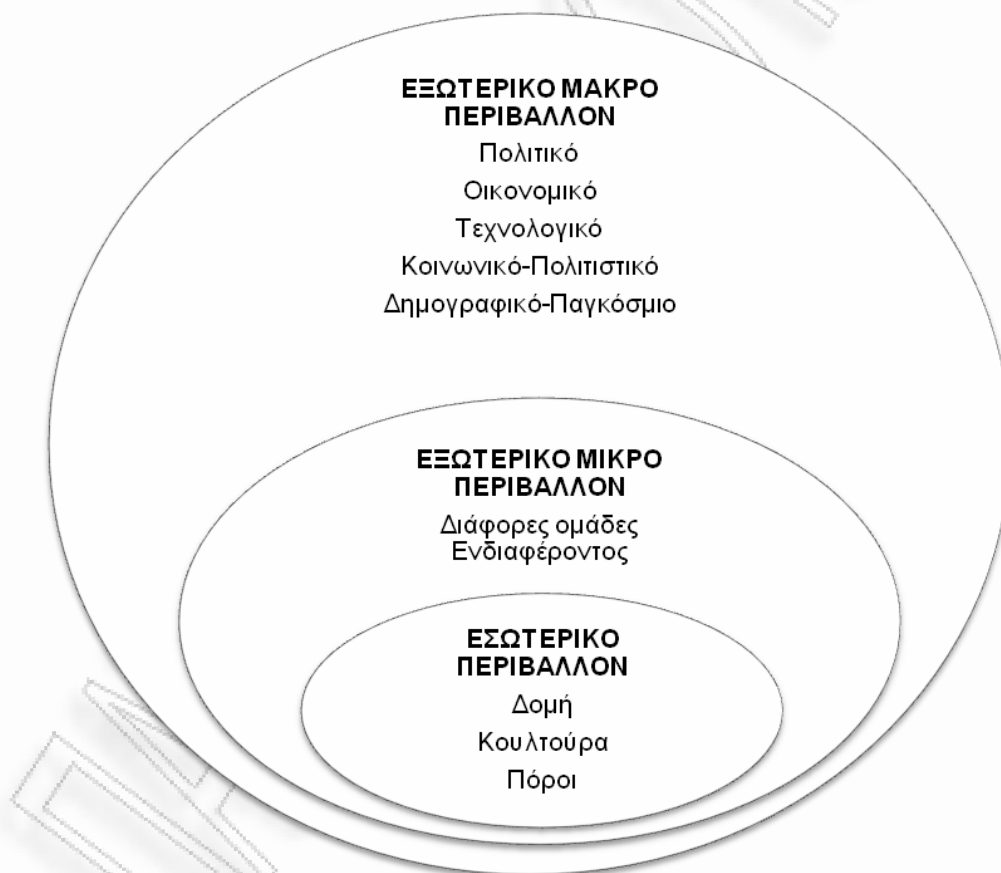 ΕΞΩΤΕΡΙΚΟ ΜΑΚΡΟ
ΠΕΡΙΒΑΛΛΟΝ
Πολιτικό
Οικονομικό
Τεχνολογικό
Κοινωνικό-Πολιτιστικό
Δημογραφικό-Παγκόσμιο
ΕΞΩΤΕΡΙΚΟ ΜΙΚΡΟ
ΠΕΡΙΒΑΛΛΟΝ
Διάφορες ομάδες
Ενδιαφέροντος
ΕΣΩΤΕΡΙΚΟ
ΠΕΡΙΒΑΛΛΟΝ
Δομή
Κουλτούρα
Πόροι